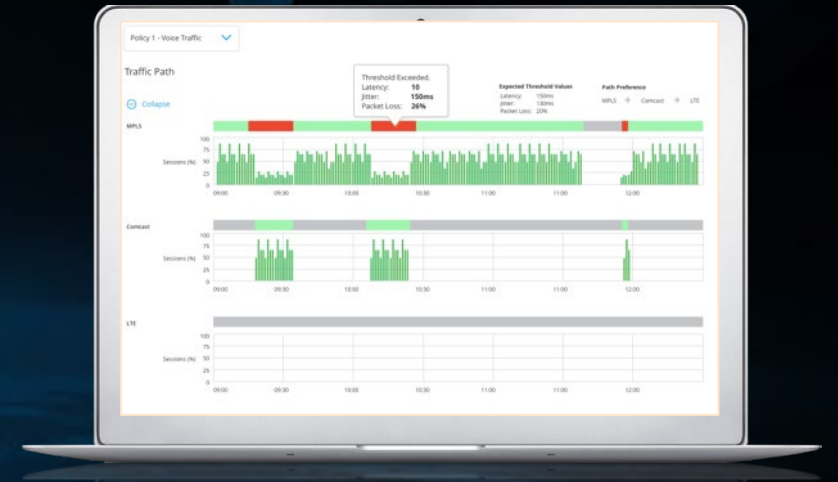 Policy 1 - Voice Traffic
Traffic Path
Threshold Exceeded.
Latency: 10
Jitter: 150ms
Packet Loss: 26%
Expected Threshold Values
Latency: 150ms
Jitter: 130ms
Packet Loss: 20%
Path Preference
MPLS → Comcast → LTE
Collapse
MPLS
100
75
Sessions (%) 50
25
0
09:00 09:30 10:00 10:30 11:00 11:00 12:00
Comcast
100
75
Sessions (%) 50
25
0
09:00 09:30 10:00 10:30 11:00 11:00 12:00
LTE
100
75
Sessions (%) 50
25
0
09:00 09:30 10:00 10:30 11:00 11:00 12:00